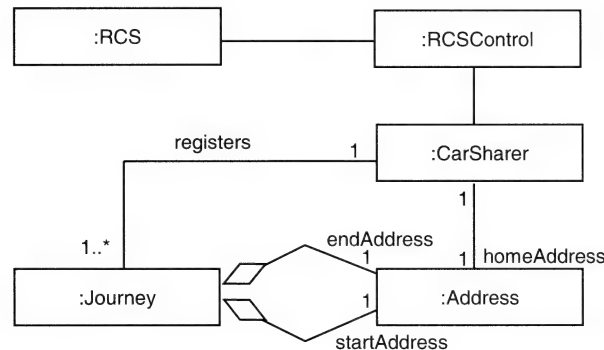 :RCS
:RCSControl
:CarSharer
registers
1
1
1..*
endAddress
1
1
homeAddress
:Journey
:Address
1
startAddress